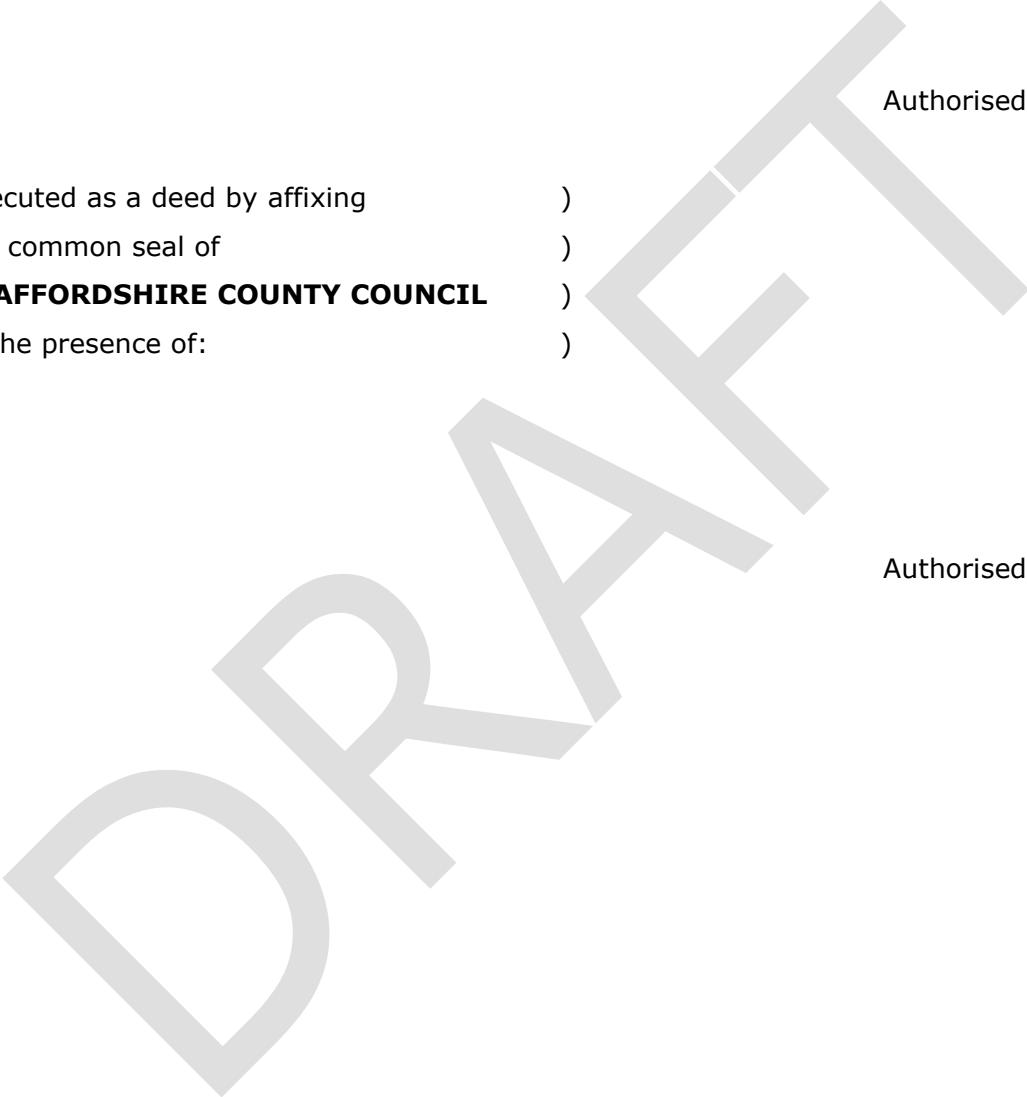 Authorised
ecuted as a deed by affixing )
common seal of )
AFFORDSHIRE COUNTY COUNCIL )
he presence of: )
Authorised
DRAFT